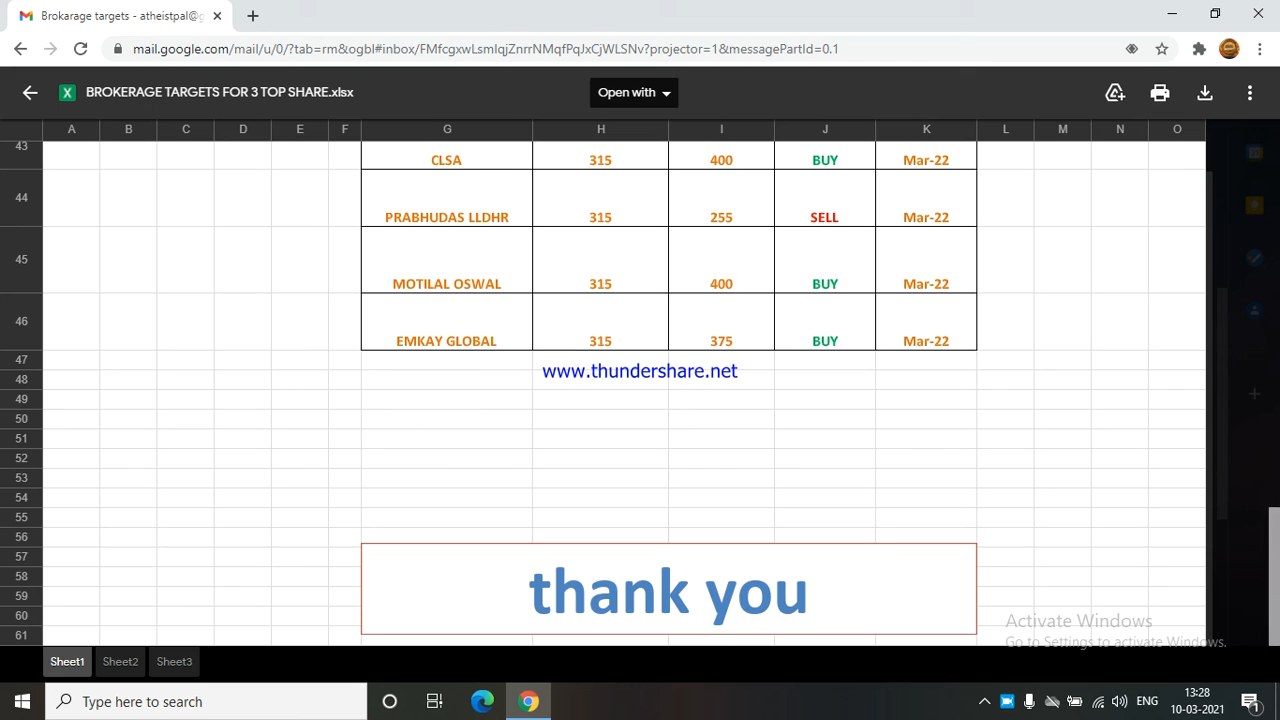 Brokarage targets - atheistpal@g
mail.google.com/mail/u/0/?tab=rm&ogbl#inbox/FMfcgxwLsmlqjZnrrNMqfPqJxCjWLSNv?projector=1&messagePartId=0.1
X BROKERAGE TARGETS FOR 3 TOP SHARE.xlsx Open with
A B C D E F G H I J K L M N O
43 CLSA 315 400 BUY Mar-22
44 PRABHUDAS LLDHR 315 255 SELL Mar-22
45 MOTILAL OSWAL 315 400 BUY Mar-22
46 EMKAY GLOBAL 315 375 BUY Mar-22
47
www.thundershare.net
48
49
50
51
52
53
54
55
56
57
58
59
60
61
thank you
Activate Windows
Go to Settings to activate Windows.
Sheet1 Sheet2 Sheet3
Type here to search
ENG
13:28
10-03-2021
1